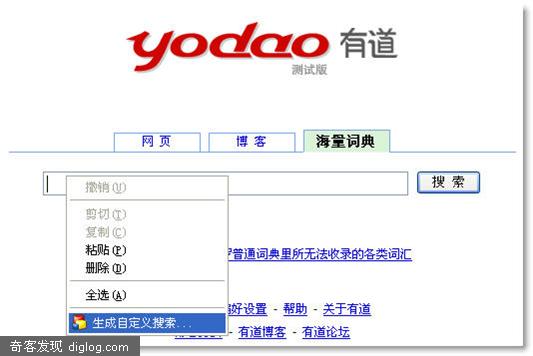 yodao 有道
测试版
网页 博客 海量词典
搜索
撤销(U)
剪切(T)
复制(C)
粘贴(P)
普通词典里所无法收录的各类词汇
删除(D)
全选(A)
偏好设置 - 帮助 - 关于有道
生成自定义搜索...
有道博客 - 有道论坛
奇客发现 diglog.com